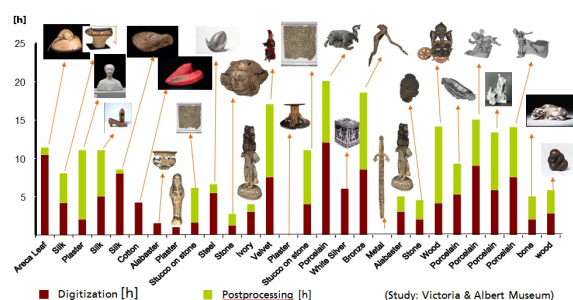 [h]
25
20
15
10
5
Areca Leaf
Silk
Plaster
Silk
Silk
Cotton
Alabaster
Plaster
Stucco on stone
Steel
Stone
Ivory
Velvet
Plaster
Stucco on stone
Porcelain
White Silver
Bronze
Metal
Alabaster
Stone
Wood
Porcelain
Porcelain
Porcelain
Porcelain
bone
wood
Digitization [h] Postprocessing [h] (Study: Victoria & Albert Museum)